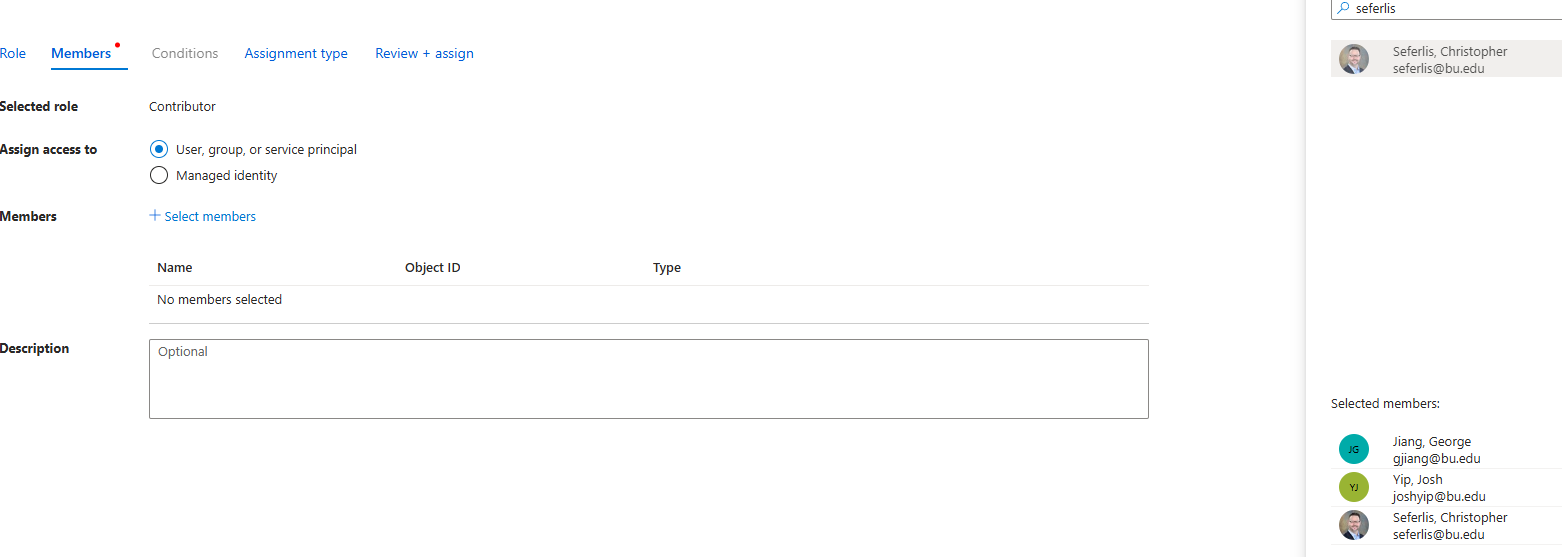 Role Members Conditions Assignment type Review + assign
Selected role Contributor
Assign access to User, group, or service principal
Managed identity
Members + Select members
Name Object ID Type
No members selected
Description Optional
seferlis
Seferlis, Christopher
seferlis@bu.edu
Selected members:
JG Jiang, George
gjiang@bu.edu
YJ Yip, Josh
joshyip@bu.edu
Seferlis, Christopher
seferlis@bu.edu